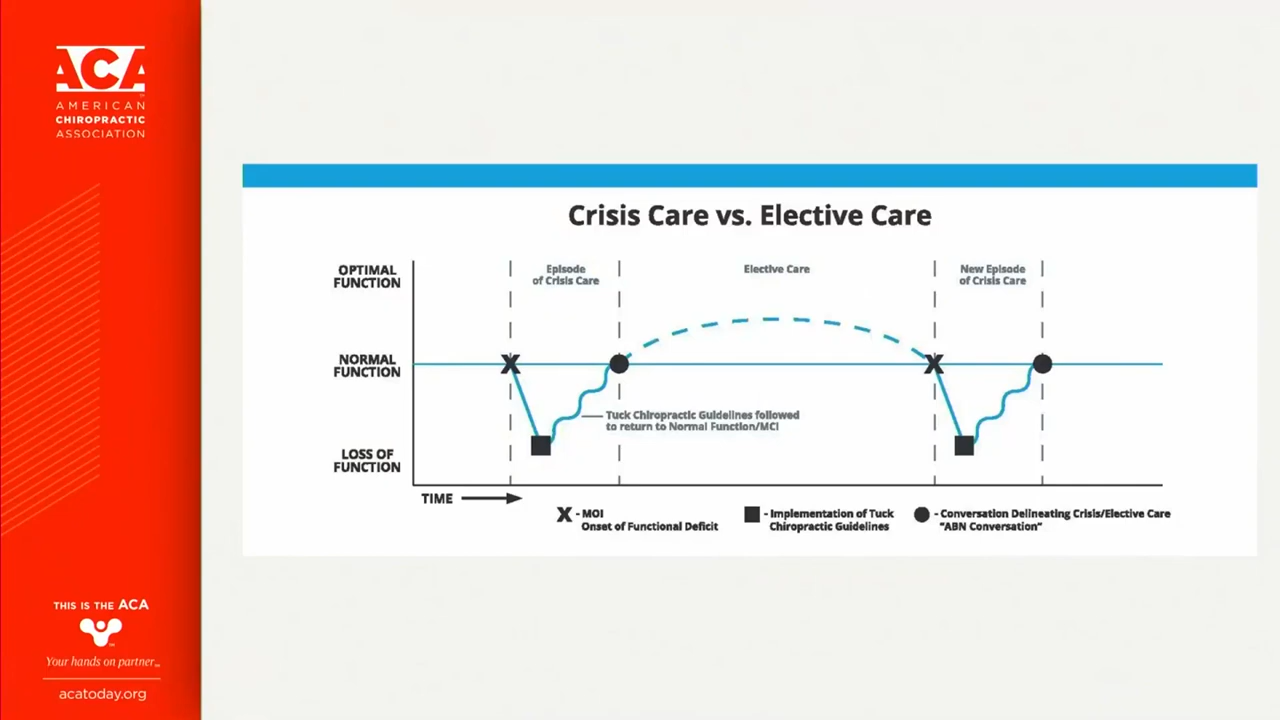 ACA
AMERICAN
CHIROPRACTIC
ASSOCIATION
Crisis Care vs. Elective Care
OPTIMAL
FUNCTION
Episode
of Crisis Care
Elective Care
New Episode
of Crisis Care
NORMAL
FUNCTION
X
X
Tuck Chiropractic Guidelines followed
to return to Normal Function/MCI
LOSS OF
FUNCTION
TIME
X - MOI
Onset of Functional Deficit
- Implementation of Tuck
Chiropractic Guidelines
- Conversation Delineating Crisis/Elective Care
"ABN Conversation"
THIS IS THE ACA
Your hands on partner
acatoday.org